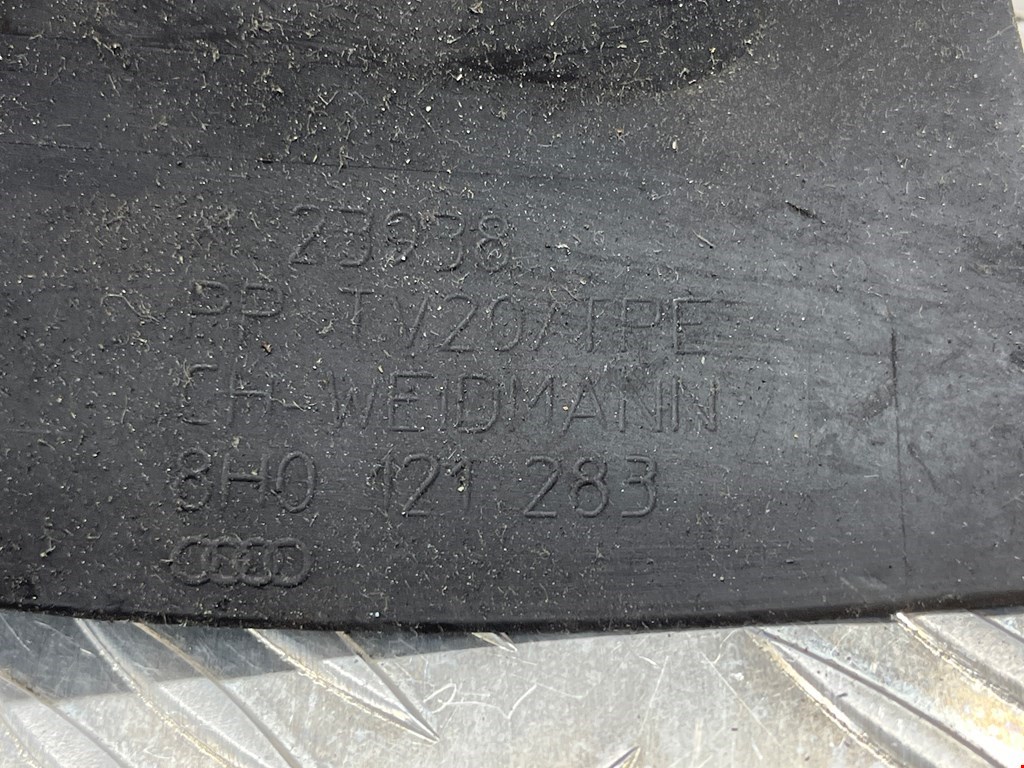 23938
PP TV20/TPE
CH-WEIDMANN
8H0 121 283